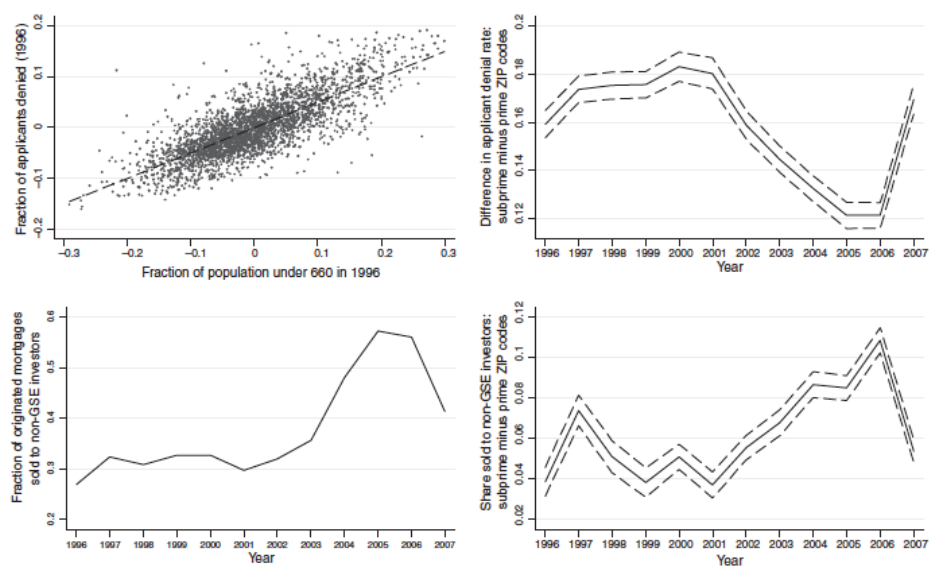 Fraction of applicants denied (1996)
0.2
0.1
0
−0.1
−0.2
−0.3
−0.2
−0.1
0
0.1
0.2
0.3
Fraction of population under 660 in 1996
Difference in applicant denial rate:
subprime minus prime ZIP codes
0.20
0.18
0.16
0.14
0.12
1996 1997 1998 1999 2000 2001 2002 2003 2004 2005 2006 2007
Year
Fraction of originated mortgages
sold to non-GSE investors
0.6
0.5
0.4
0.3
0.2
1996 1997 1998 1999 2000 2001 2002 2003 2004 2005 2006 2007
Year
Share sold to non-GSE investors:
subprime minus prime ZIP codes
0.12
0.1
0.08
0.06
0.04
0.02
1996 1997 1998 1999 2000 2001 2002 2003 2004 2005 2006 2007
Year